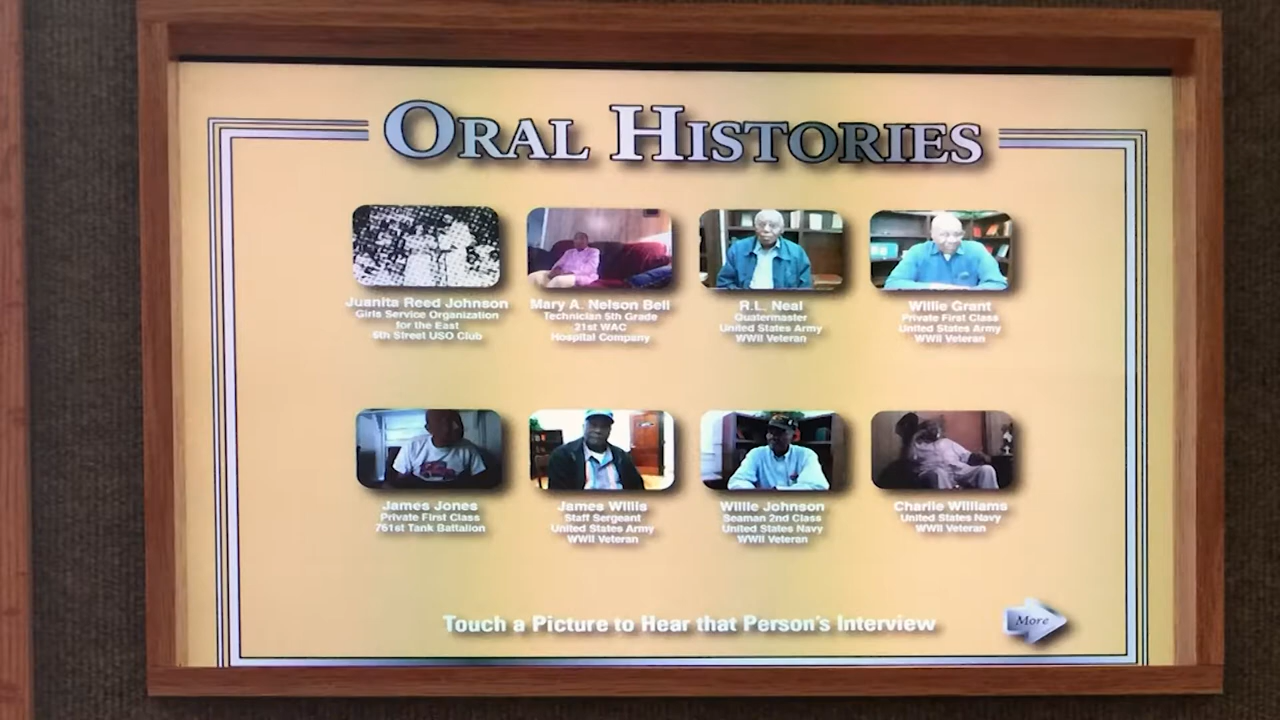 ORAL HISTORIES
Juanita Reed Johnson
Girls Service Organization
for the East
6th Street USO Club
Mary A. Nelson Bell
Technician 5th Grade
21st WAC
Hospital Company
R.L. Neal
Quatermaster
United States Army
WWII Veteran
Willie Grant
Private First Class
United States Army
WWII Veteran
James Jones
Private First Class
761st Tank Battalion
James Willis
Staff Sergeant
United States Army
WWII Veteran
Willie Johnson
Seaman 2nd Class
United States Navy
WWII Veteran
Charlie Williams
United States Navy
WWII Veteran
Touch a Picture to Hear that Person's Interview
More